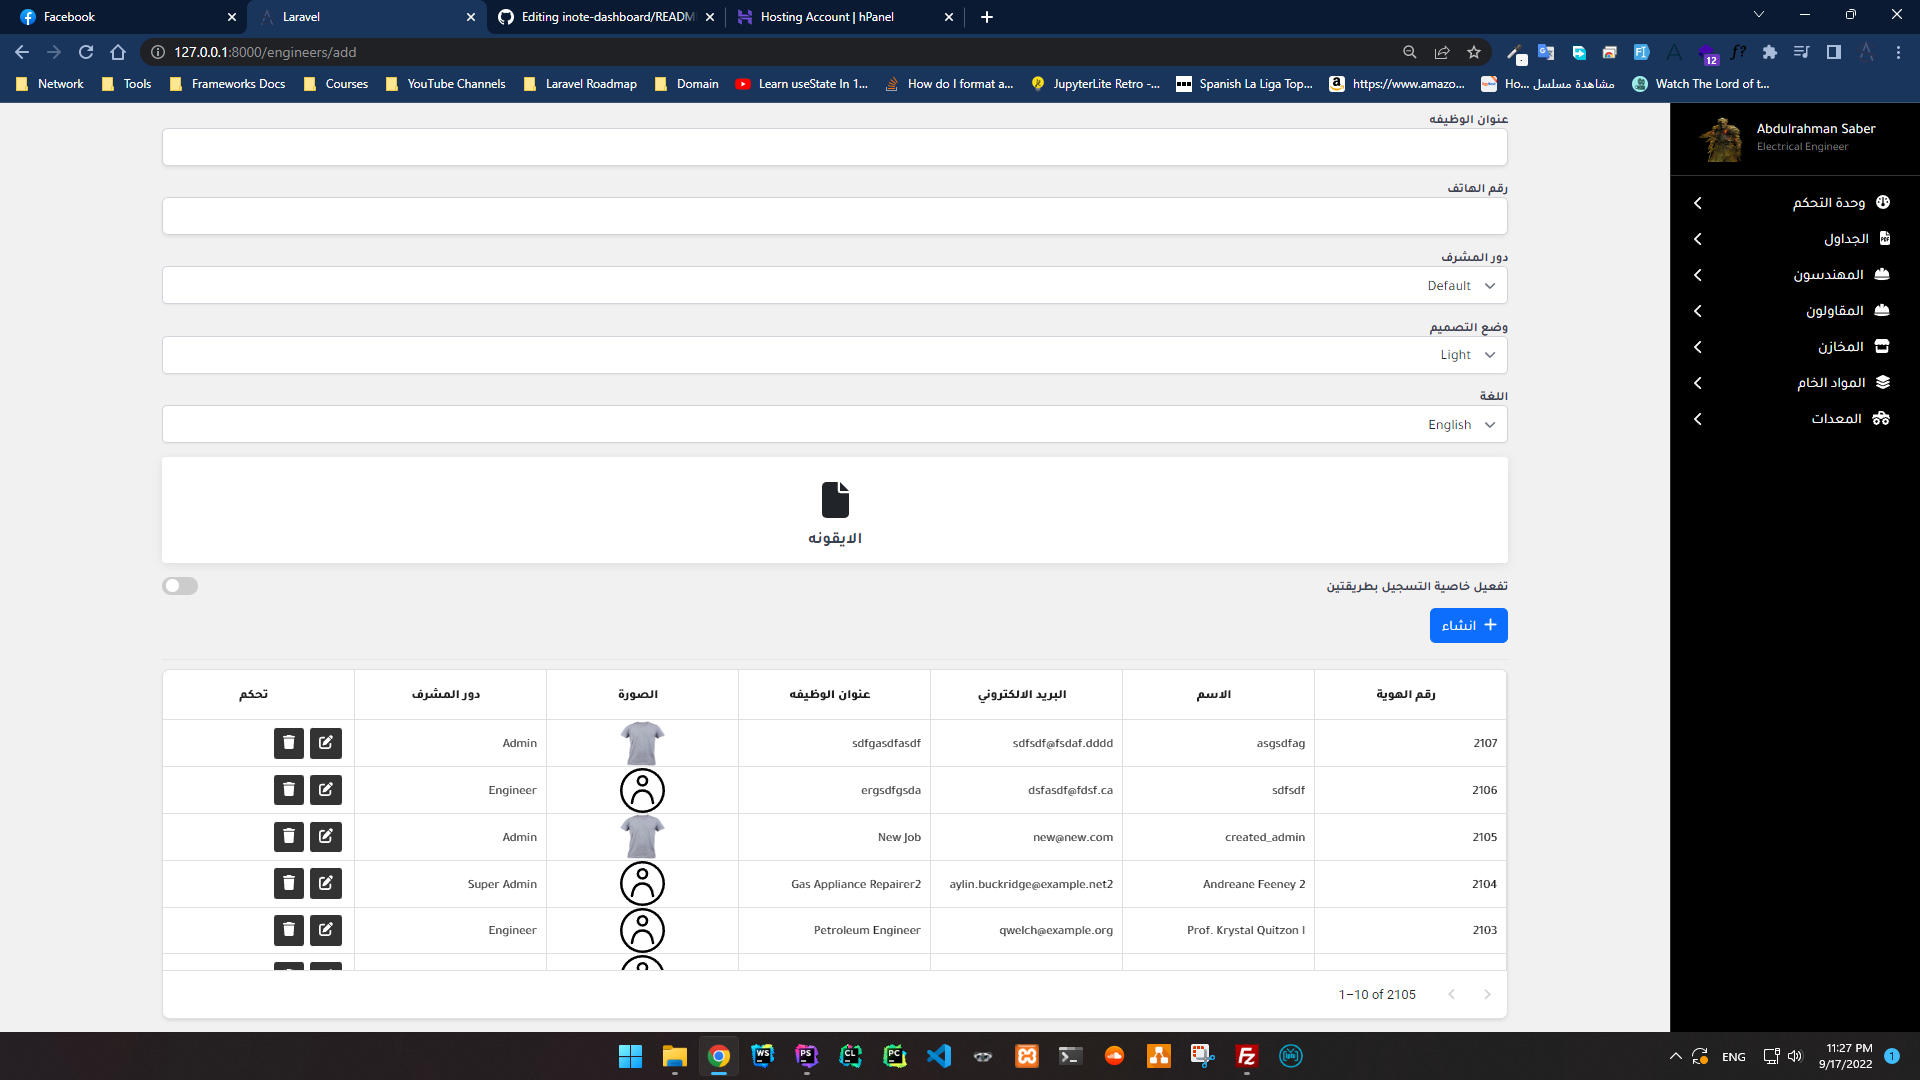 Facebook
Laravel
Editing inote-dashboard/READM
Hosting Account | hPanel
127.0.0.1:8000/engineers/add
12
Network
Tools
Frameworks Docs
Courses
YouTube Channels
Laravel Roadmap
Domain
Learn useState In 1...
How do I format a...
JupyterLite Retro -...
Spanish La Liga Top...
https://www.amazo...
مشاهدة مسلسل Ho...
Watch The Lord of t...
Abdulrahman Saber
Electrical Engineer
وحدة التحكم
الجداول
المهندسون
المقاولون
المخازن
المواد الخام
المعدات
عنوان الوظيفه
رقم الهاتف
دور المشرف
Default
وضع التصميم
Light
اللغة
English
الايقونه
تفعيل خاصية التسجيل بطريقتين
انشاء
رقم الهوية الاسم البريد الالكتروني عنوان الوظيفه الصورة دور المشرف تحكم
2107 asgsdfag sdfsdf@fsdaf.dddd sdfgasdfasdf Admin
2106 sdfsdf dsfasdf@fdsf.ca ergsdfgsda Engineer
2105 created_admin new@new.com New Job Admin
2104 Andreane Feeney 2 aylin.buckridge@example.net2 Gas Appliance Repairer2 Super Admin
2103 Prof. Krystal Quitzon I qwelch@example.org Petroleum Engineer Engineer
1–10 of 2105
WS
PS
CL
PC
ENG
11:27 PM
9/17/2022
1